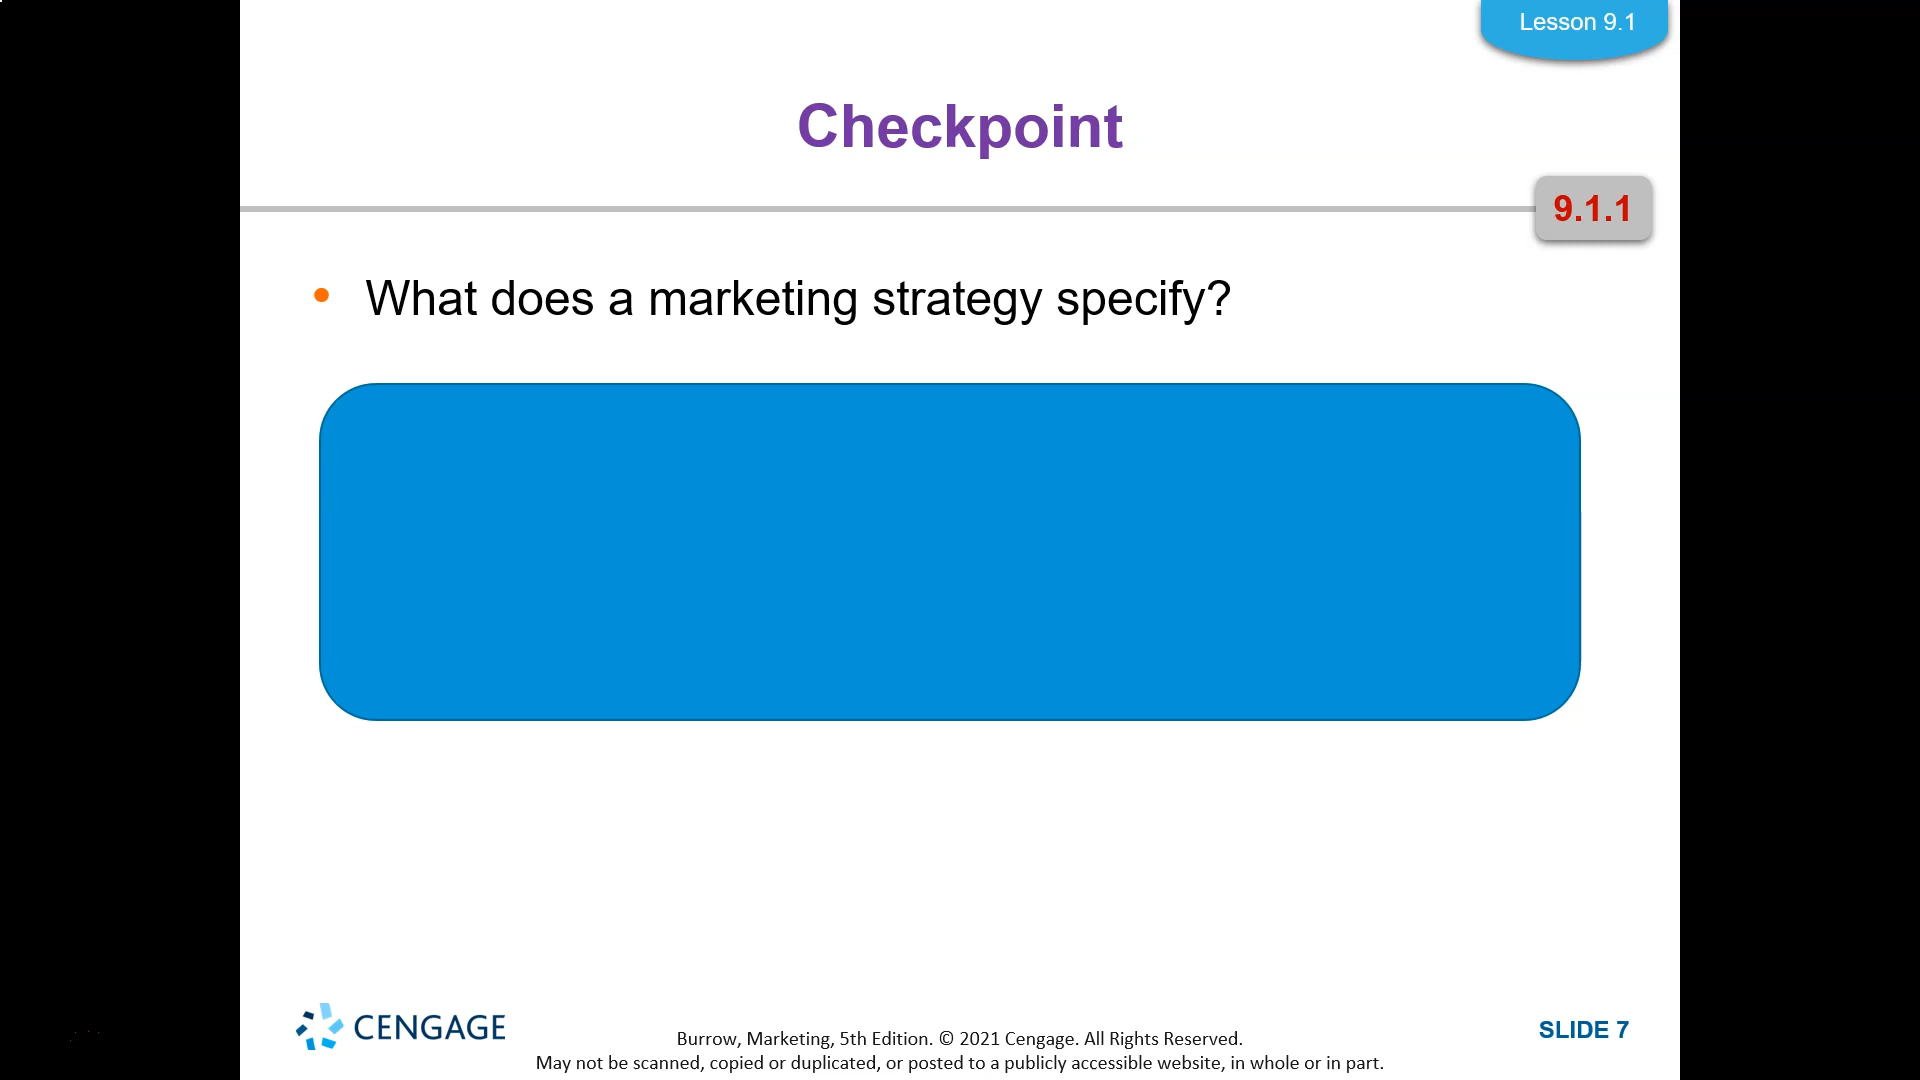 Lesson 9.1
Checkpoint
9.1.1
• What does a marketing strategy specify?
CENGAGE
Burrow, Marketing, 5th Edition. © 2021 Cengage. All Rights Reserved.
May not be scanned, copied or duplicated, or posted to a publicly accessible website, in whole or in part.
SLIDE 7